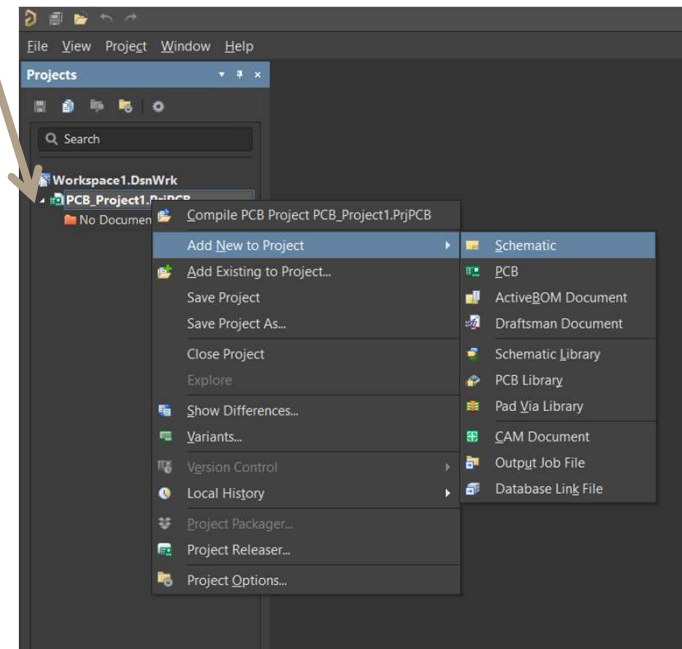 File View Project Window Help
Projects
Search
Workspace1.DsnWrk
PCB_Project1.PrjPCB
No Documen
Compile PCB Project PCB_Project1.PrjPCB
Add New to Project
Add Existing to Project...
Save Project
Save Project As...
Close Project
Explore
Show Differences...
Variants...
Version Control
Local History
Project Packager...
Project Releaser...
Project Options...
Schematic
PCB
ActiveBOM Document
Draftsman Document
Schematic Library
PCB Library
Pad Via Library
CAM Document
Output Job File
Database Link File